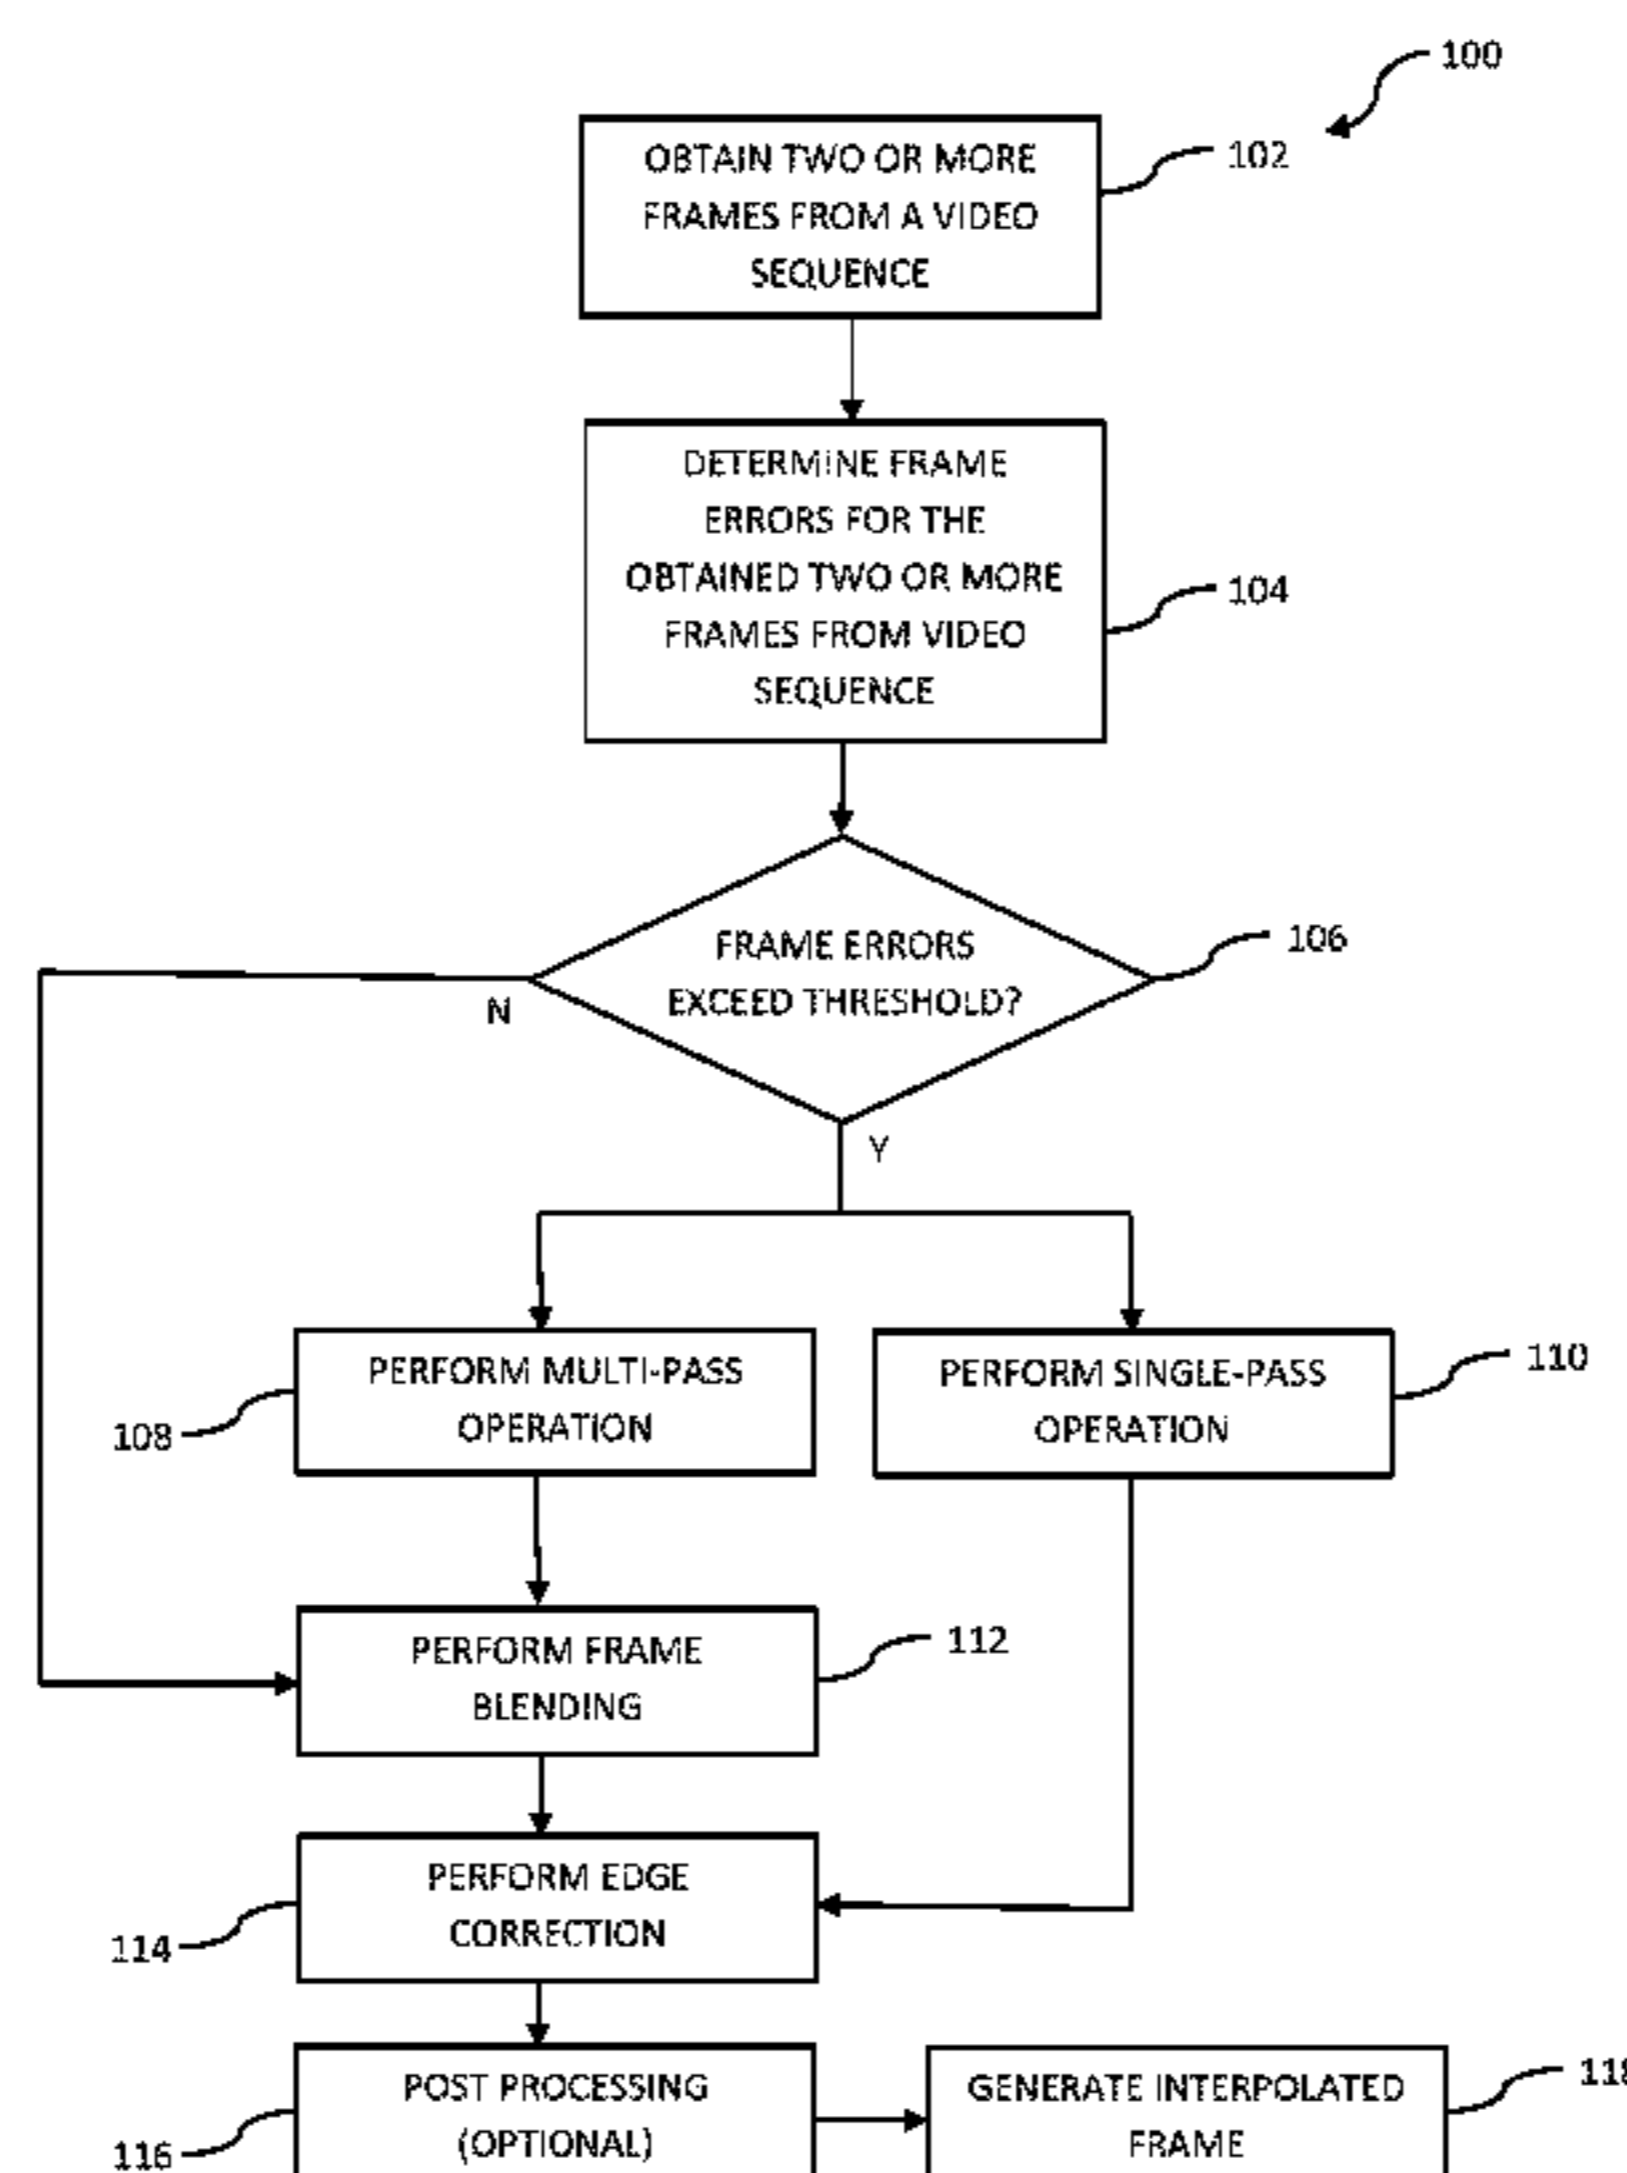 100
OBTAIN TWO OR MORE
FRAMES FROM A VIDEO
SEQUENCE
102
DETERMINE FRAME
ERRORS FOR THE
OBTAINED TWO OR MORE
FRAMES FROM VIDEO
SEQUENCE
104
FRAME ERRORS
EXCEED THRESHOLD?
106
N
Y
PERFORM MULTI-PASS
OPERATION
108
PERFORM SINGLE-PASS
OPERATION
110
PERFORM FRAME
BLENDING
112
PERFORM EDGE
CORRECTION
114
POST PROCESSING
(OPTIONAL)
116
GENERATE INTERPOLATED
FRAME
118